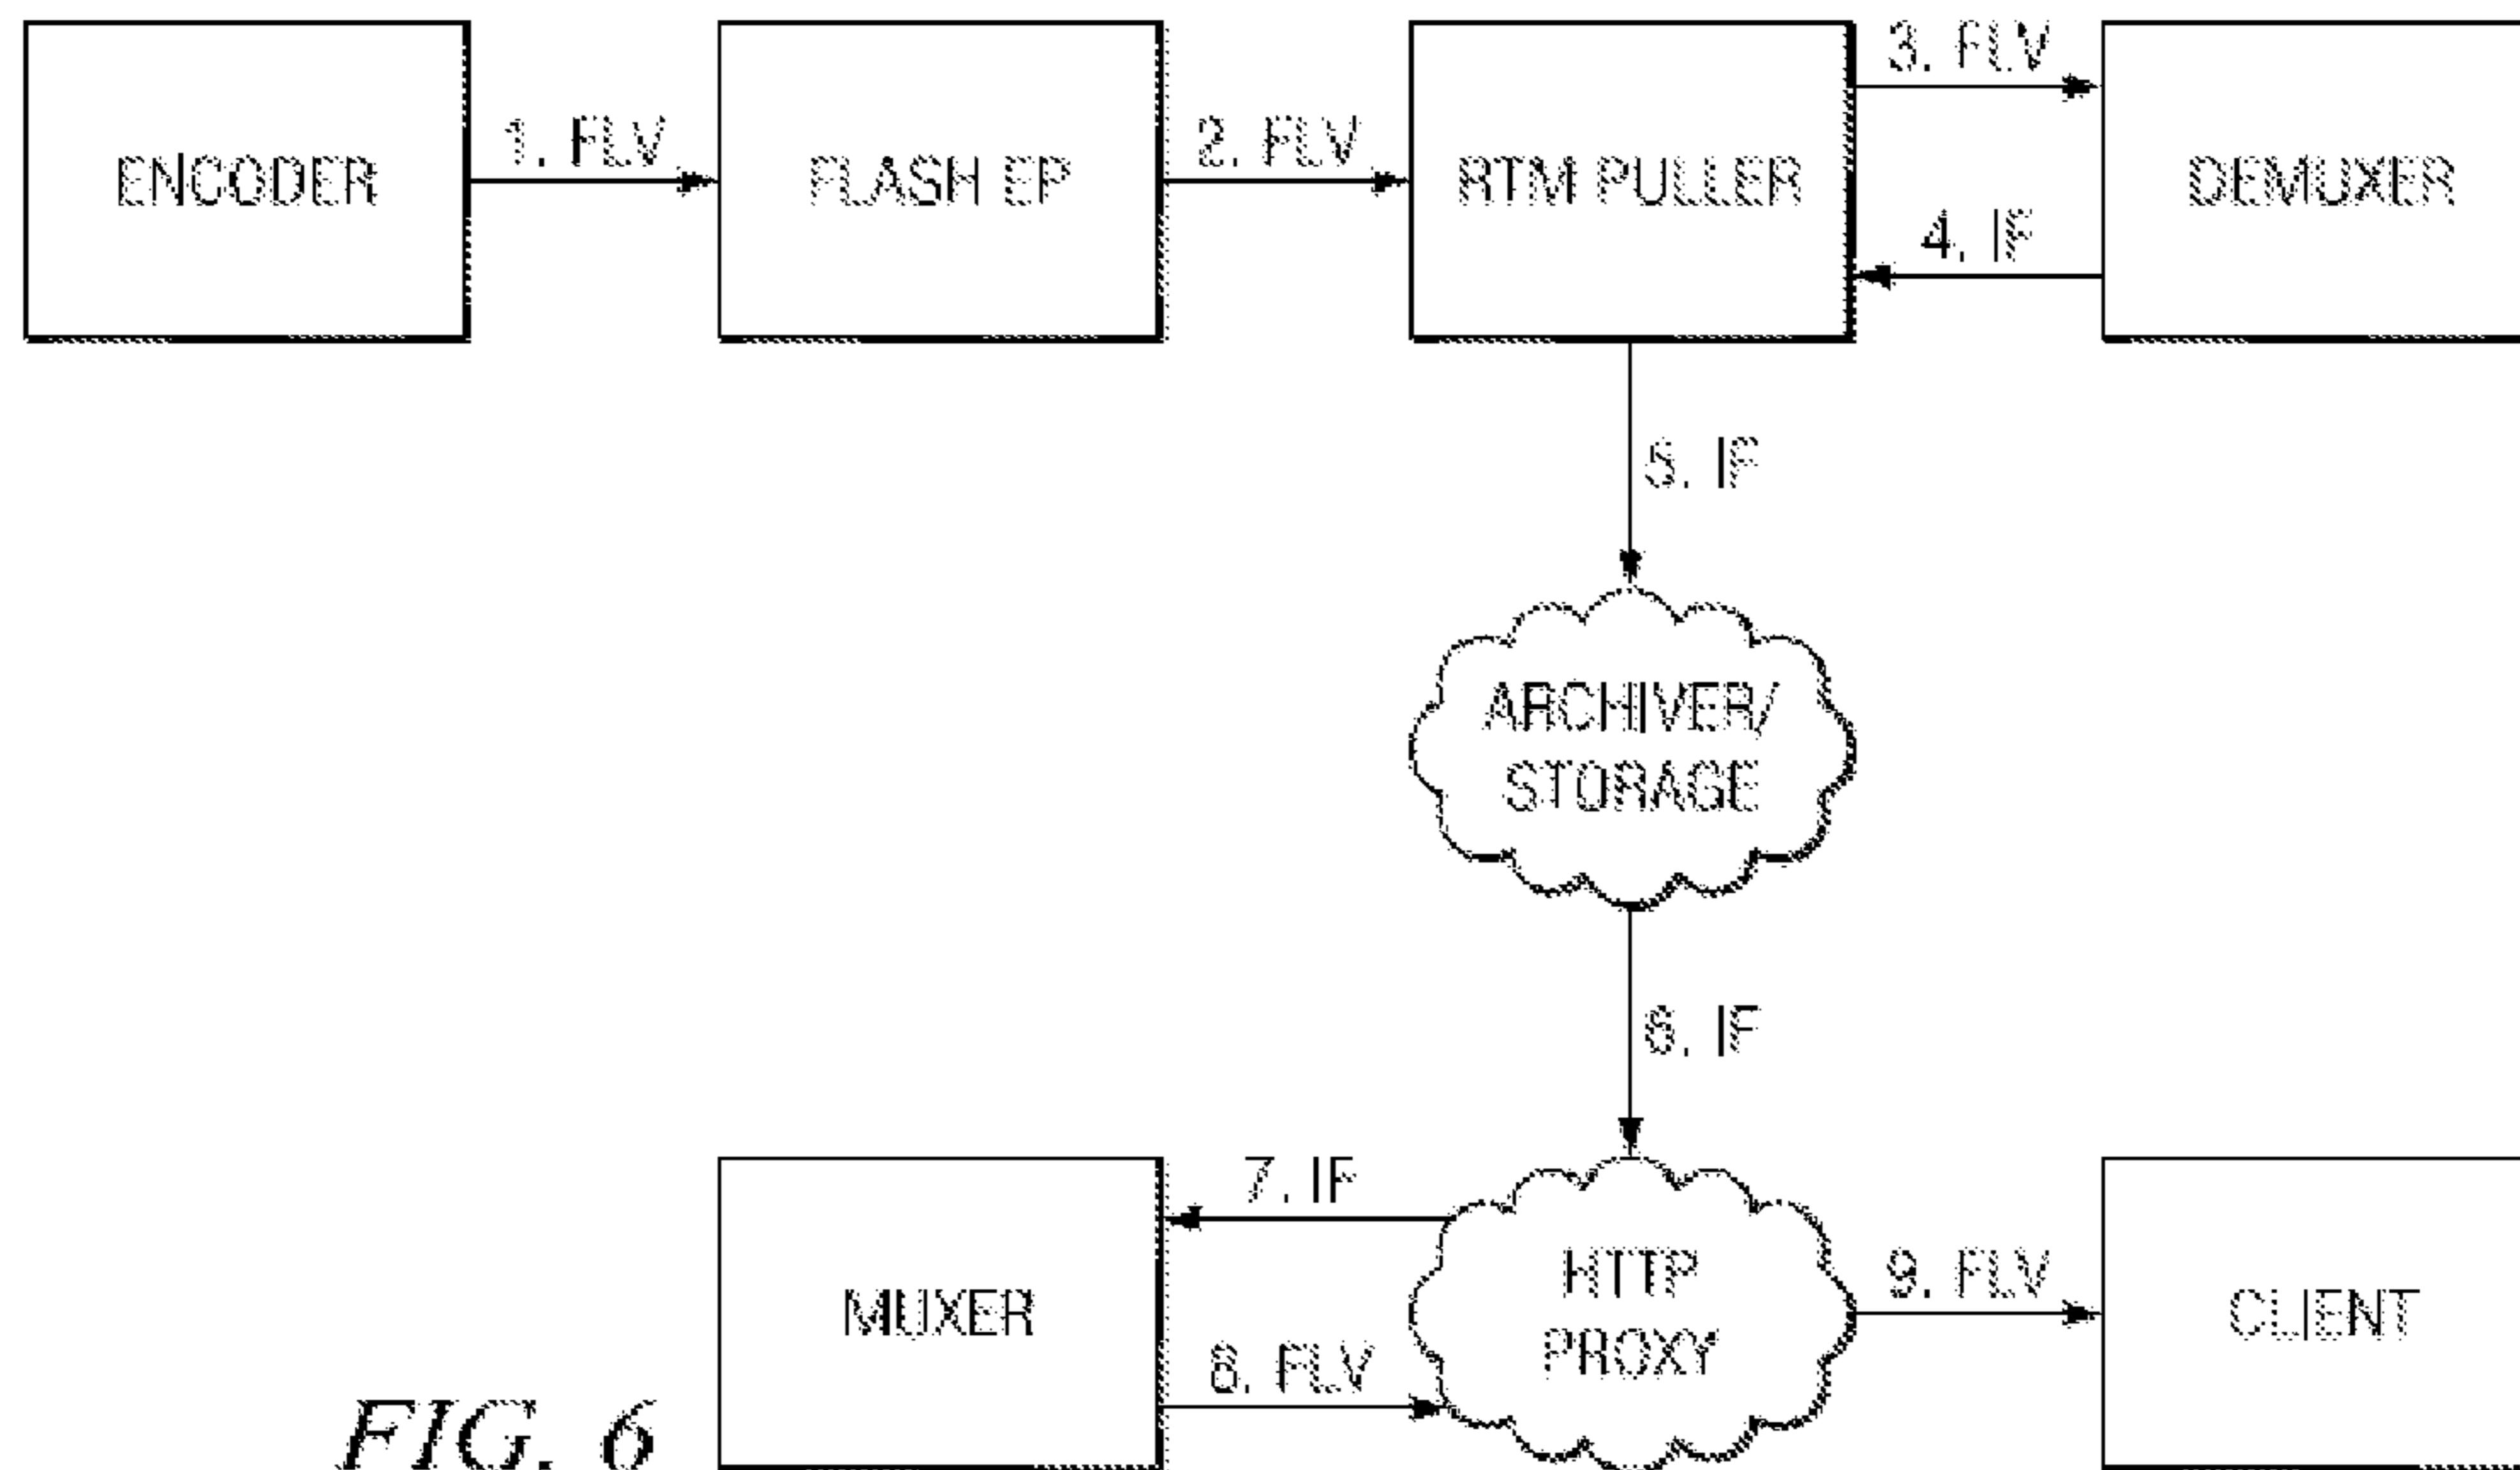 ENCODER
1. FLV
FLASH EP
2. FLV
RTM PULLER
3. FLV
4. IF
DEMUXER
5. IF
ARCHIVER/
STORAGE
6. IF
MUXER
7. IF
8. FLV
HTTP
PROXY
9. FLV
CLIENT
FIG. 6